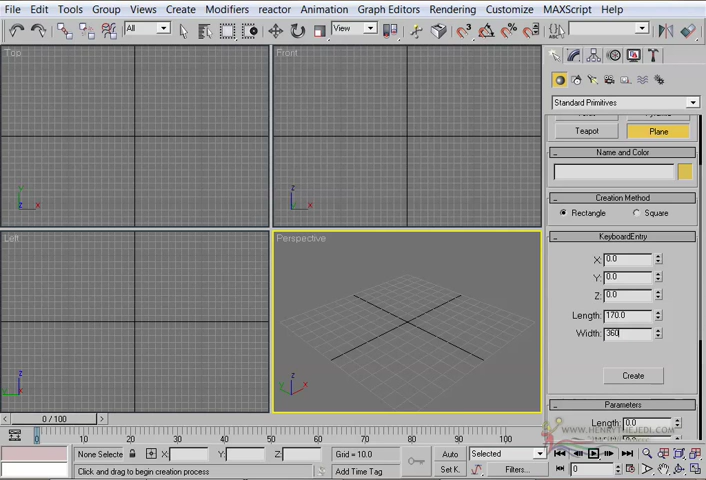 File Edit Tools Group Views Create Modifiers reactor Animation Graph Editors Rendering Customize MAXScript Help
All View
Top Front
Standard Primitives
Teapot Plane
Name and Color
Creation Method
Rectangle Square
Left Perspective
KeyboardEntry
X: 0.0
Y: 0.0
Z: 0.0
Length: 170.0
Width: 360
Create
Parameters
Length: 0.0
0 / 100
WWW.HENRYTHEJEDI.COM
0 10 20 30 40 50 60 70 80 90 100
None Selected X: Y: Z: Grid = 10.0 Auto Selected
Click and drag to begin creation process Add Time Tag Set K. Filters... 0